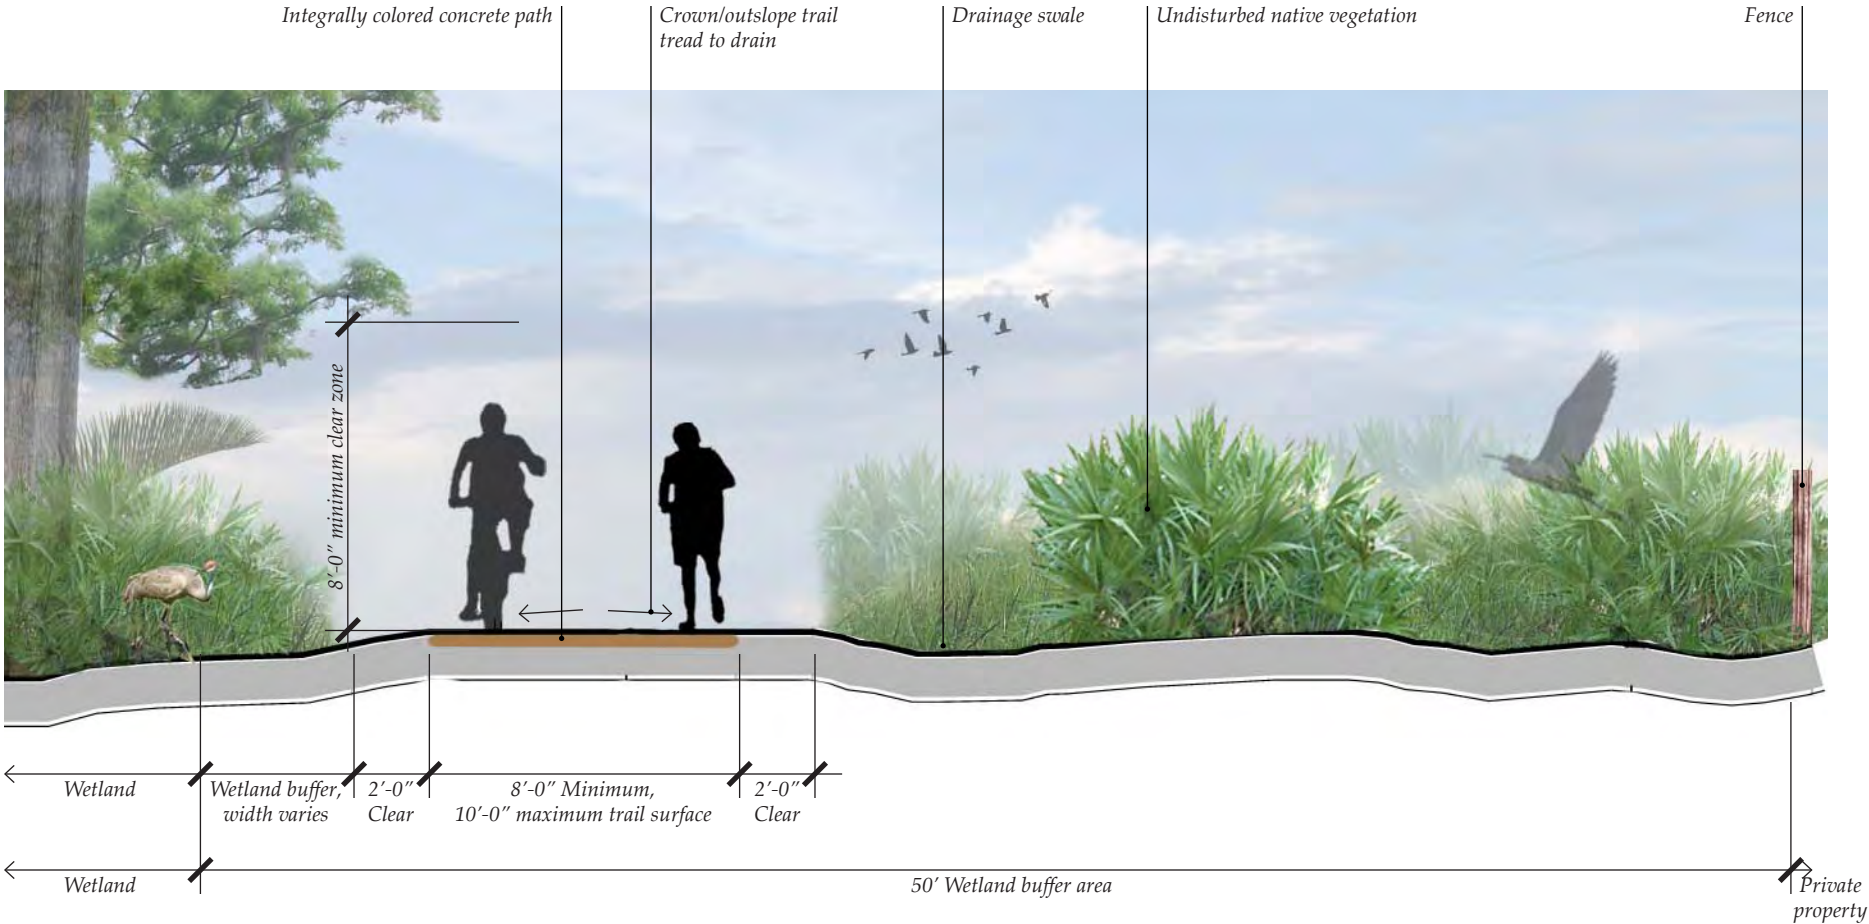 Integrally colored concrete path
Crown/outslope trail
tread to drain
Drainage swale
Undisturbed native vegetation
Fence
8’-0” minimum clear zone
Wetland
Wetland buffer,
width varies
2’-0”
Clear
8’-0” Minimum,
10’-0” maximum trail surface
2’-0”
Clear
Wetland
50’ Wetland buffer area
Private
property